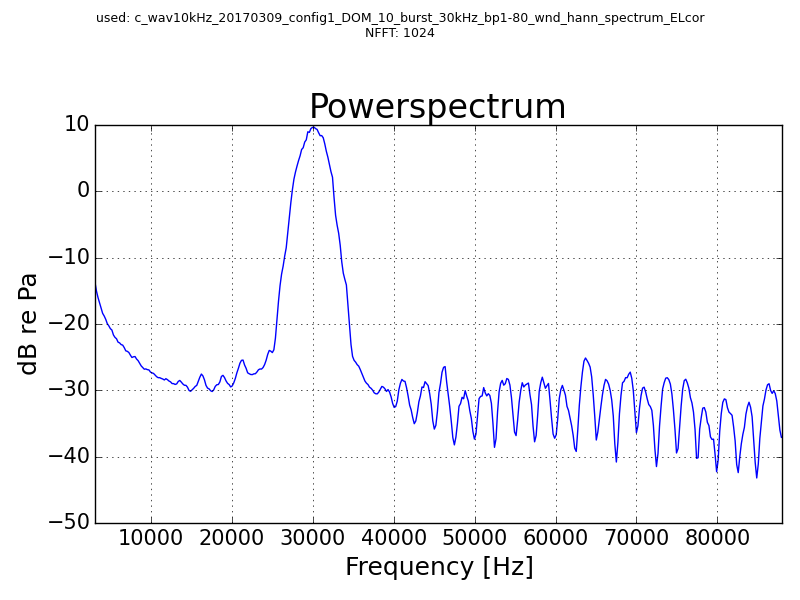 used: c_wav10kHz_20170309_config1_DOM_10_burst_30kHz_bp1-80_wnd_hann_spectrum_ELcor
NFFT: 1024
Powerspectrum
10
0
−10
−20
−30
−40
−50
dB re Pa
10000 20000 30000 40000 50000 60000 70000 80000
Frequency [Hz]